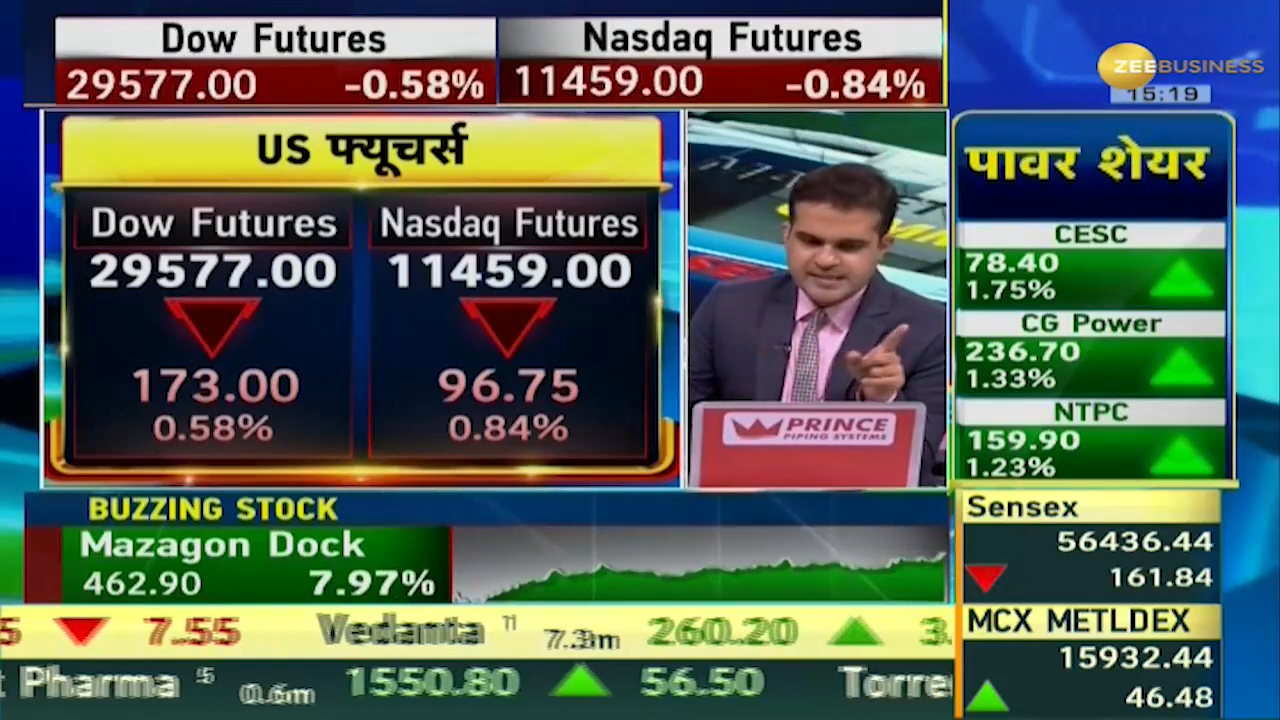 Dow Futures
29577.00 -0.58%
Nasdaq Futures
11459.00 -0.84%
ZEEBUSINESS
15:19
US फ्यूचर्स
Dow Futures
29577.00
173.00
0.58%
Nasdaq Futures
11459.00
96.75
0.84%
PRINCE
PIPING SYSTEMS
पावर शेयर
CESC
78.40
1.75%
CG Power
236.70
1.33%
NTPC
159.90
1.23%
BUZZING STOCK
Mazagon Dock
462.90 7.97%
Sensex
56436.44
161.84
MCX METLDEX
15932.44
46.48
5 7.55 Vedanta 260.20 3.
t Pharma 1550.80 56.50 Torre